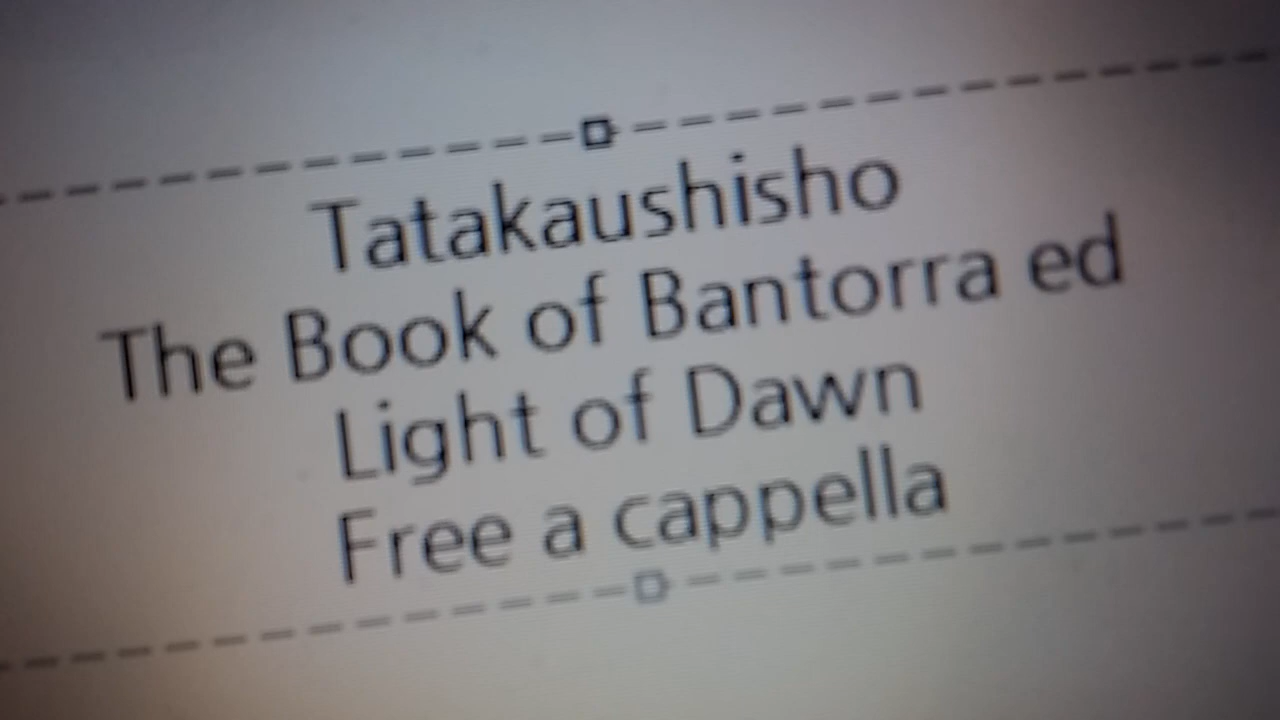 Tatakaushisho
The Book of Bantorra ed
Light of Dawn
Free a cappella